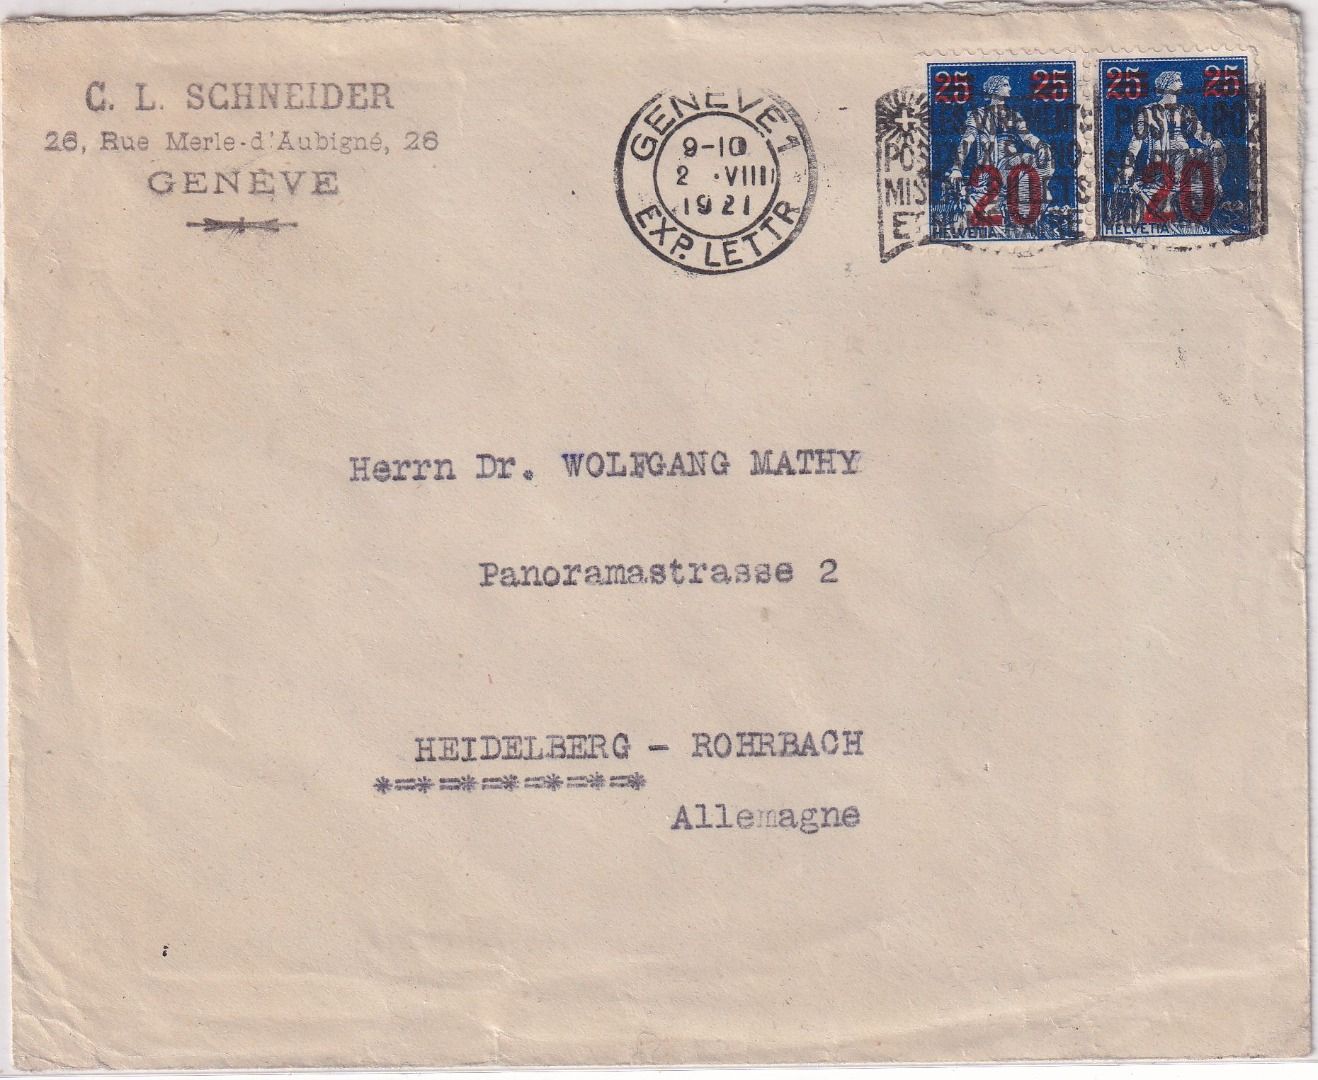 C. L. SCHNEIDER
26, Rue Merle-d'Aubigné, 26
GENÈVE
GENÈVE 1
9-10
2 ·VIII
1921
EXP. LETTR
25 25 25 25
20 20
HELVETIA HELVETIA
Herrn Dr. WOLFGANG MATHY
Panoramastrasse 2
HEIDELBERG - ROHRBACH
*=*=*=*=*=*=*
Allemagne